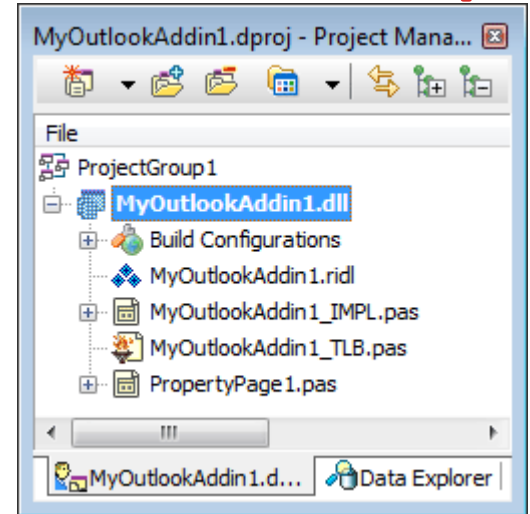 MyOutlookAddin1.dproj - Project Mana...
File
ProjectGroup1
MyOutlookAddin1.dll
Build Configurations
MyOutlookAddin1.ridl
MyOutlookAddin1_IMPL.pas
MyOutlookAddin1_TLB.pas
PropertyPage1.pas
MyOutlookAddin1.d... Data Explorer